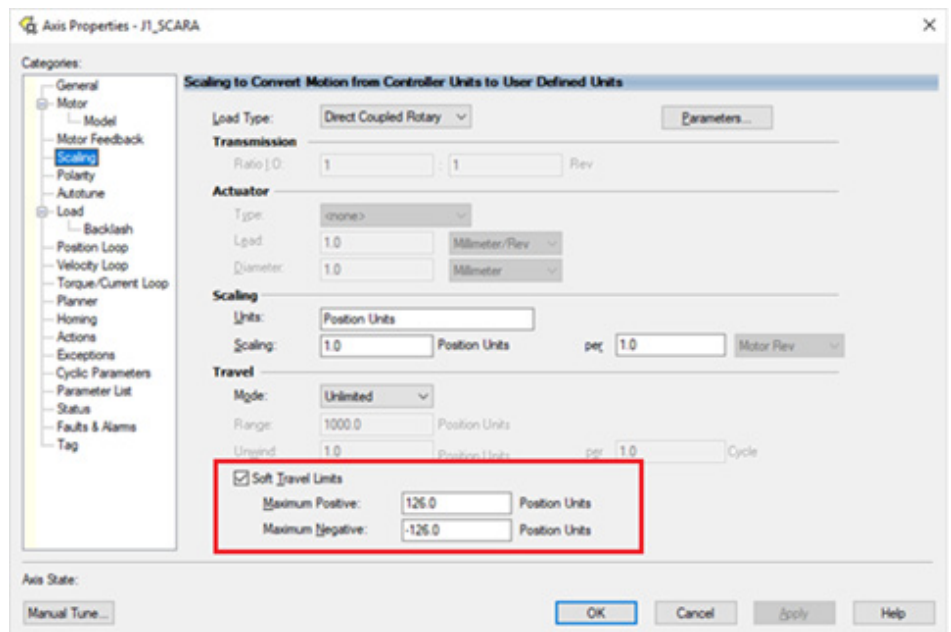 Axis Properties - J1_SCARA
Categories:
General
Motor
Model
Motor Feedback
Scaling
Polarity
Autotune
Load
Backlash
Position Loop
Velocity Loop
Torque/Current Loop
Planner
Homing
Actions
Exceptions
Cyclic Parameters
Parameter List
Status
Faults & Alarms
Tag
Scaling to Convert Motion from Controller Units to User Defined Units
Load Type: Direct Coupled Rotary Parameters...
Transmission
Ratio I:O: 1 : 1 Rev
Actuator
Type: <none>
Lead: 1.0 Millimeter/Rev
Diameter: 1.0 Millimeter
Scaling
Units: Position Units
Scaling: 1.0 Position Units per 1.0 Motor Rev
Travel
Mode: Unlimited
Range: 1000.0 Position Units
Unwind: 1.0 Position Units per 1.0 Cycle
Soft Travel Limits
Maximum Positive: 126.0 Position Units
Maximum Negative: -126.0 Position Units
Axis State:
Manual Tune... OK Cancel Apply Help